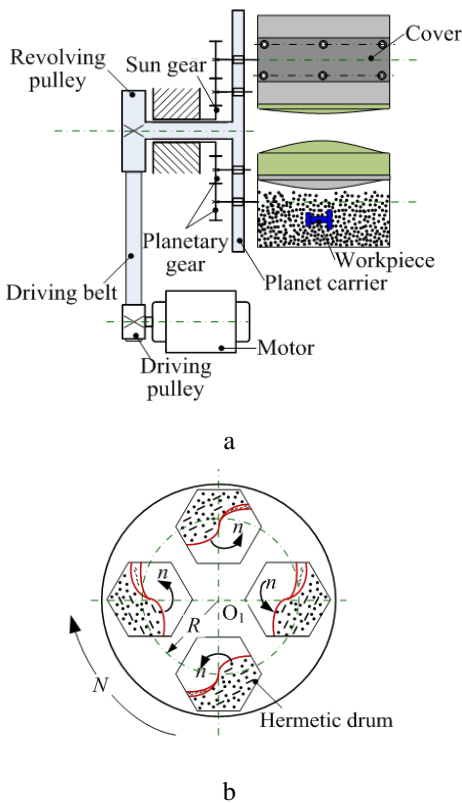 Revolving
pulley
Sun gear
Cover
Planetary
gear
Workpiece
Planet carrier
Driving belt
Motor
Driving
pulley
a
n
n
n
R
O1
n
N
Hermetic drum
b